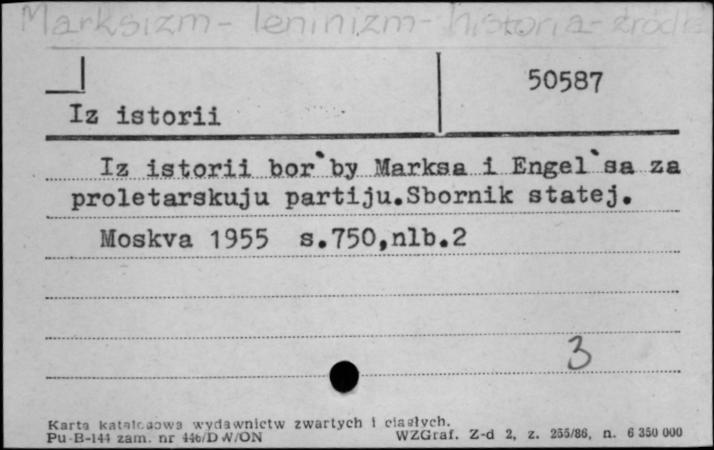 Marksizm - leninizm - historia - źródła
50587
Iz istorii
Iz istorii bor`by Marksa i Engel`sa za
proletarskuju partiju.Sbornik statej.
Moskva 1955 s.750,nlb.2
3
Karta katalogowa wydawnictw zwartych i ciągłych.
Pu-B-144 zam. nr 446/DW/ON
WZGraf. Z-d 2, z. 255/86, n. 6 350 000